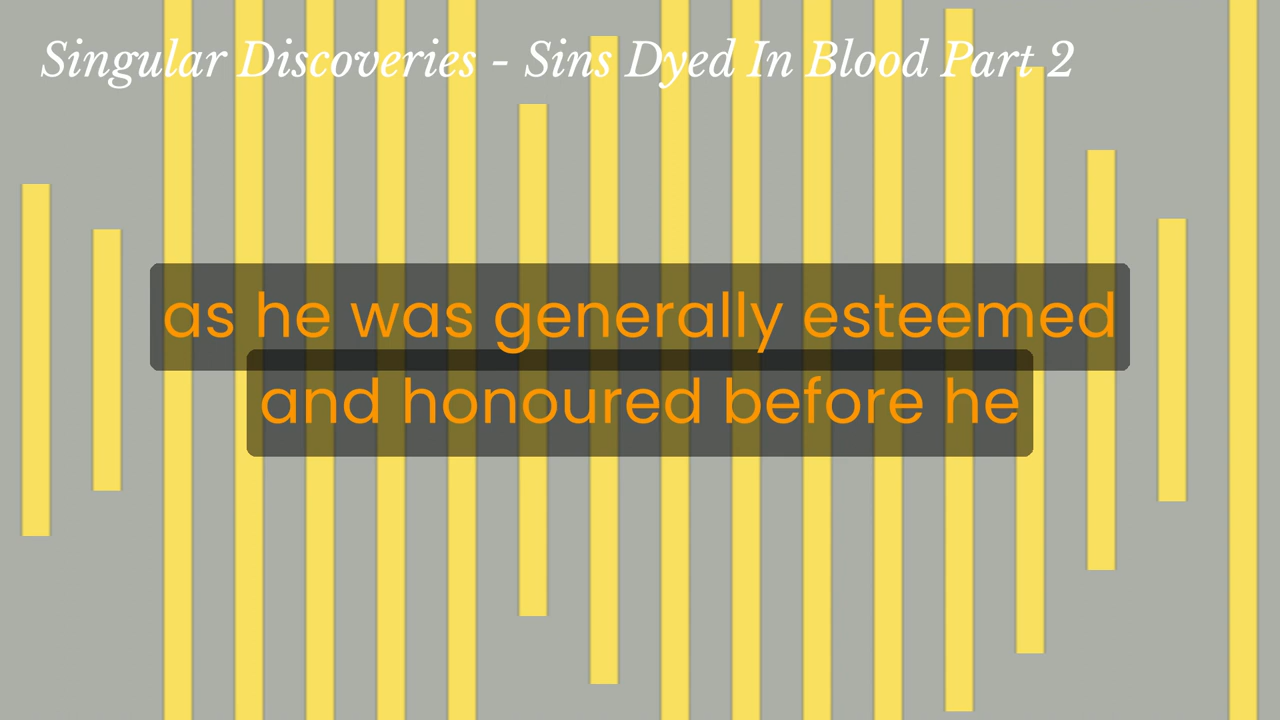 Singular Discoveries - Sins Dyed In Blood Part 2
as he was generally esteemed
and honoured before he